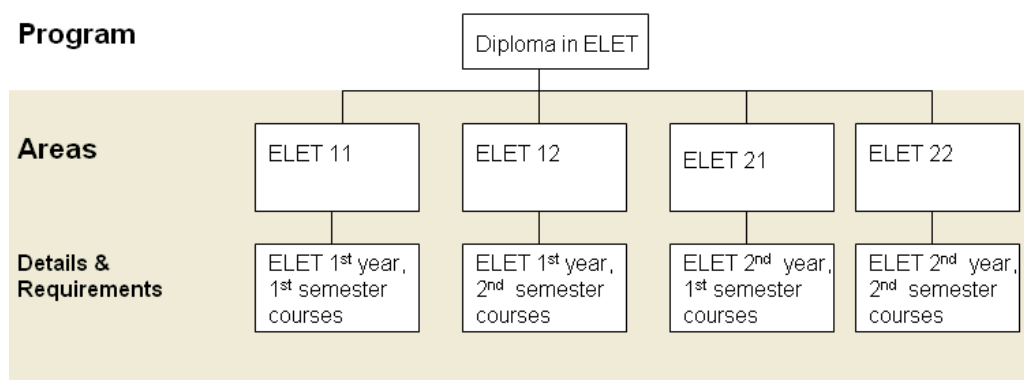 Program
Diploma in ELET
Areas
ELET 11
ELET 12
ELET 21
ELET 22
Details &
Requirements
ELET 1st year,
1st semester
courses
ELET 1st year,
2nd semester
courses
ELET 2nd year,
1st semester
courses
ELET 2nd year,
2nd semester
courses